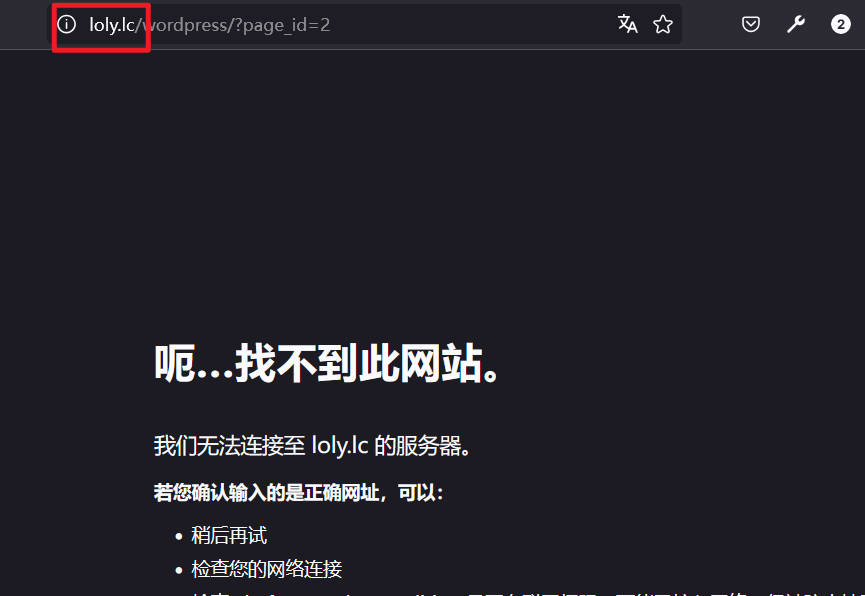 loly.lc/wordpress/?page_id=2
2
呃…找不到此网站。
我们无法连接至 loly.lc 的服务器。
若您确认输入的是正确网址，可以：
• 稍后再试
• 检查您的网络连接